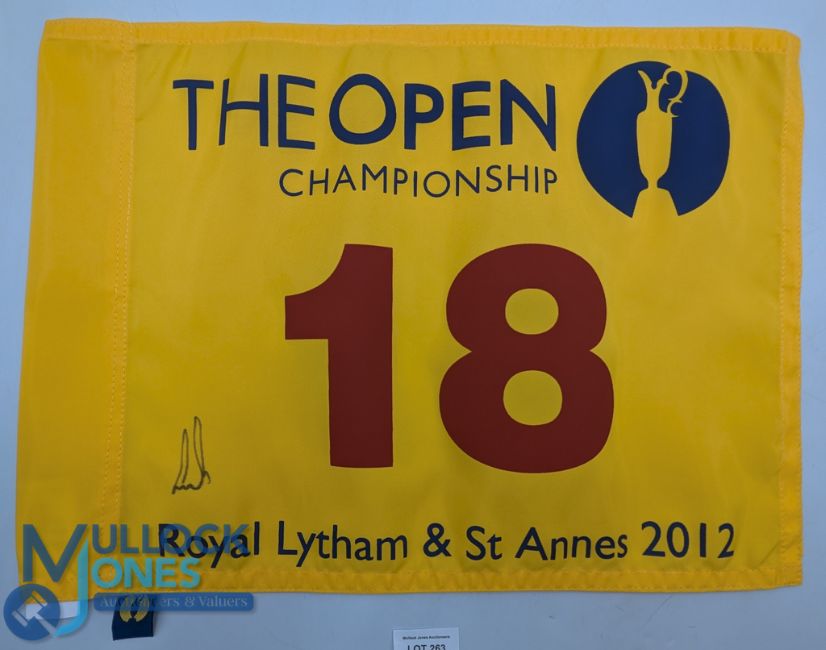 THE OPEN
CHAMPIONSHIP
18
Royal Lytham & St Annes 2012
MULLOCK
JONES
Auctioneers & Valuers
Mullock Jones Auctioneers
LOT 263